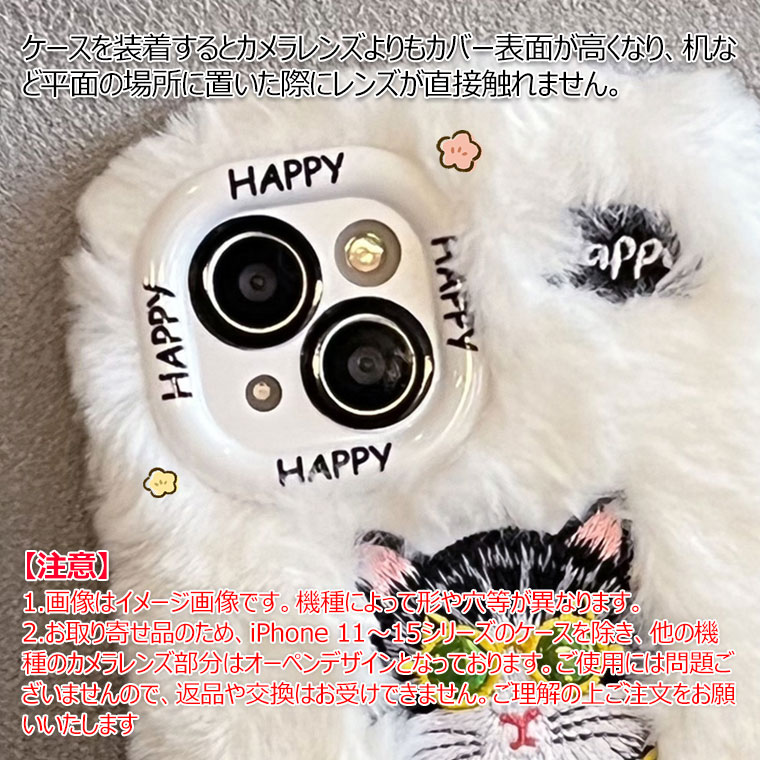 ケースを装着するとカメラレンズよりもカバー表面が高くなり、机な
ど平面の場所に置いた際にレンズが直接触れません。
HAPPY
HAPPY
HAPPY
HAPPY
appy
【注意】
1.画像はイメージ画像です。機種によって形や穴等が異なります。
2.お取り寄せ品のため、iPhone 11～15シリーズのケースを除き、他の機
種のカメラレンズ部分はオーペンデザインとなっております。ご使用には問題ご
ざいませんので、返品や交換はお受けできません。ご理解の上ご注文をお願
いいたします